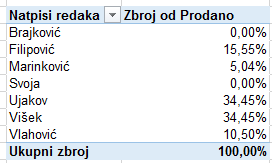 Natpisi redaka Zbroj od Prodano
Brajković 0,00%
Filipović 15,55%
Marinković 5,04%
Svoja 0,00%
Ujakov 34,45%
Višek 34,45%
Vlahović 10,50%
Ukupni zbroj 100,00%